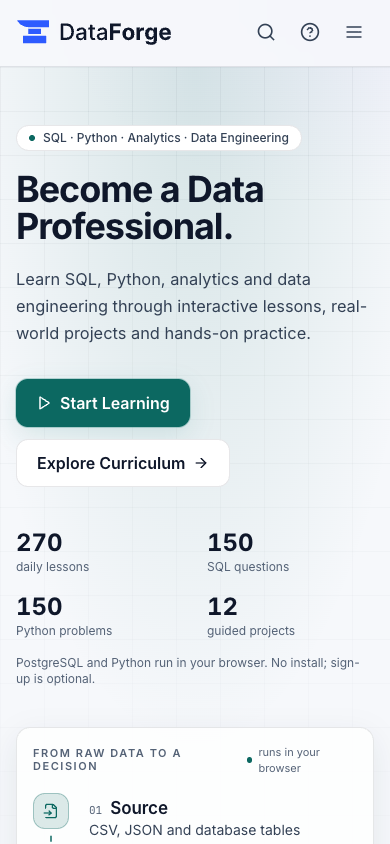 DataForge
SQL · Python · Analytics · Data Engineering
Become a Data
Professional.
Learn SQL, Python, analytics and data
engineering through interactive lessons, real-
world projects and hands-on practice.
Start Learning
Explore Curriculum →
270
daily lessons
150
SQL questions
150
Python problems
12
guided projects
PostgreSQL and Python run in your browser. No install; sign-
up is optional.
FROM RAW DATA TO A
DECISION
runs in your
browser
01 Source
CSV, JSON and database tables